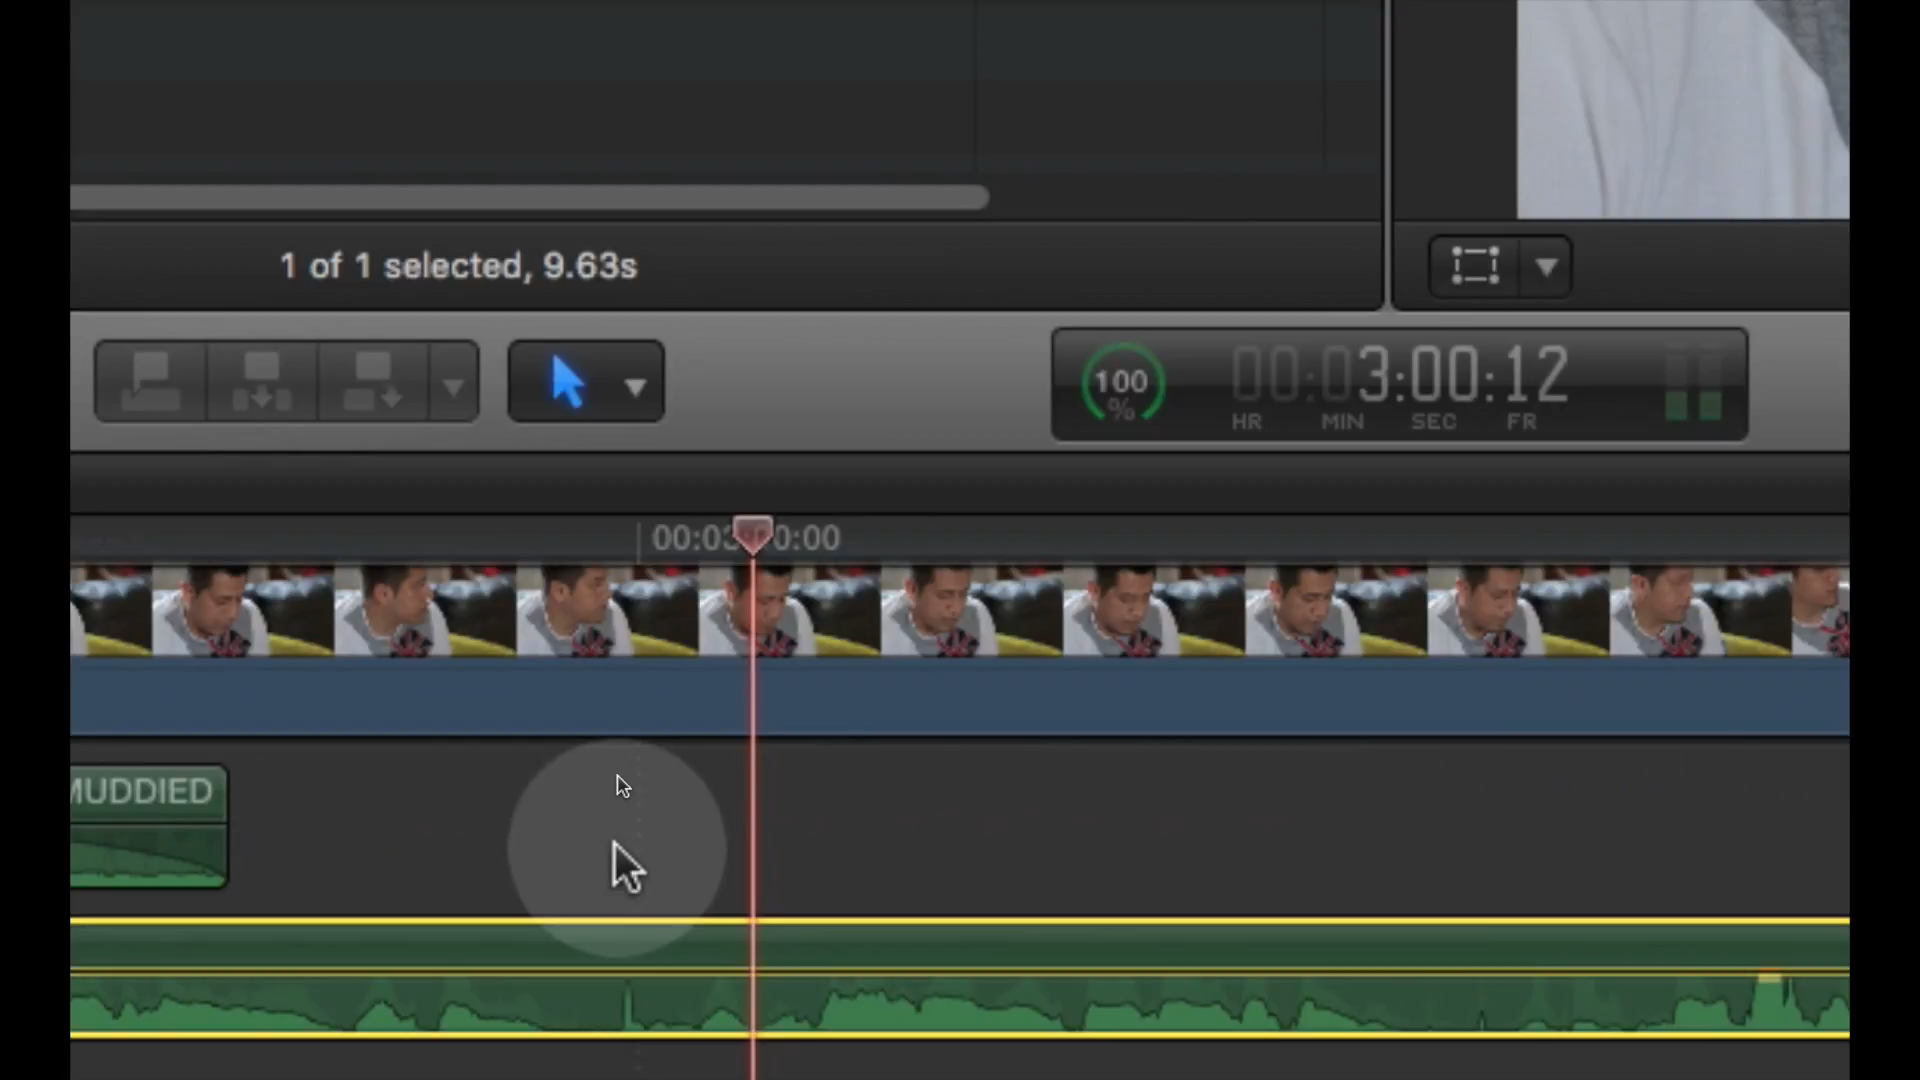 1 of 1 selected, 9.63s
100
%
00:03:00:12
HR MIN SEC FR
00:03:00:00
MUDDIED